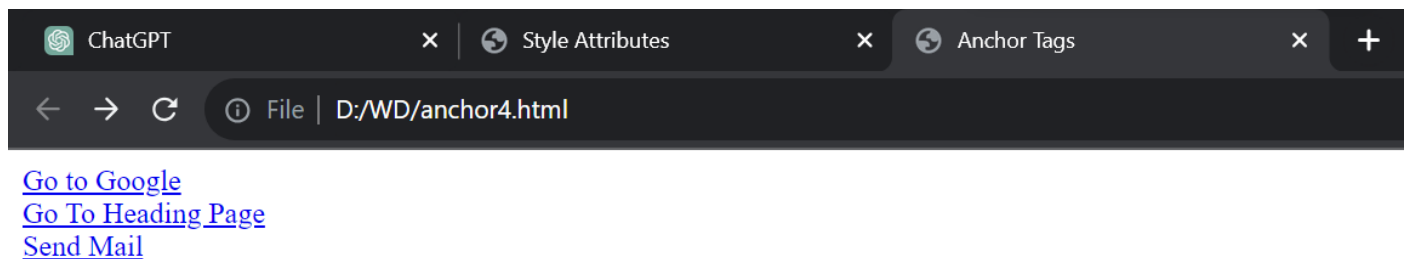 ChatGPT Style Attributes Anchor Tags
File D:/WD/anchor4.html
Go to Google
Go To Heading Page
Send Mail